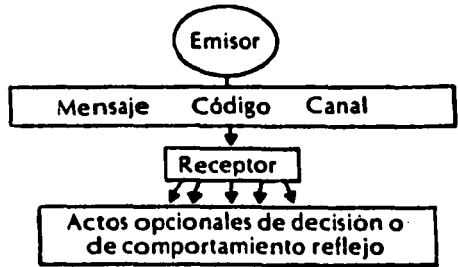 Emisor
Mensaje Código Canal
Receptor
Actos opcionales de decisión o
de comportamiento reflejo